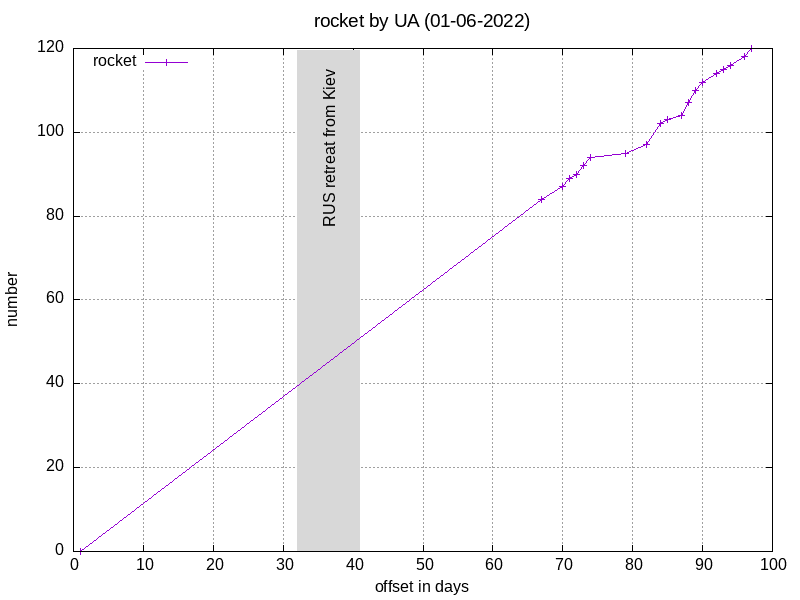 rocket by UA (01-06-2022)
rocket
RUS retreat from Kiev
number
120
100
80
60
40
20
0
0 10 20 30 40 50 60 70 80 90 100
offset in days